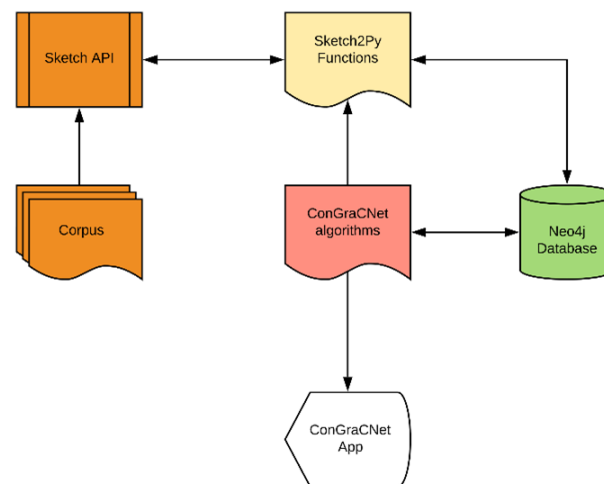 Sketch API
Sketch2Py
Functions
Corpus
ConGraCNet
algorithms
Neo4j
Database
ConGraCNet
App